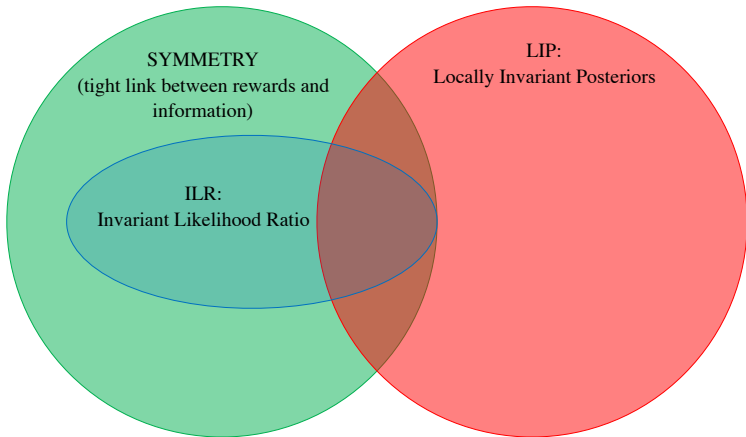 SYMMETRY
(tight link between rewards and
information)
LIP:
Locally Invariant Posteriors
ILR:
Invariant Likelihood Ratio